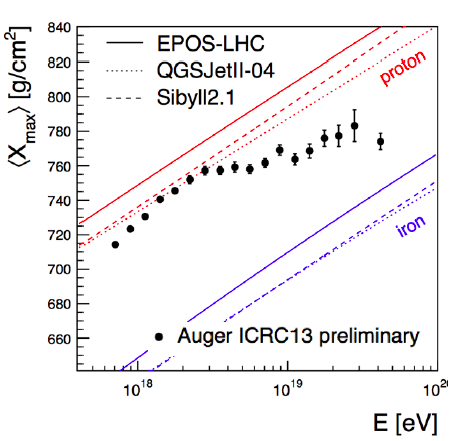 840
820
800
780
760
740
720
700
680
660
⟨Xmax⟩ [g/cm²]
EPOS-LHC
QGSJetII-04
Sibyll2.1
proton
iron
Auger ICRC13 preliminary
10¹⁸
10¹⁹
10²⁰
E [eV]